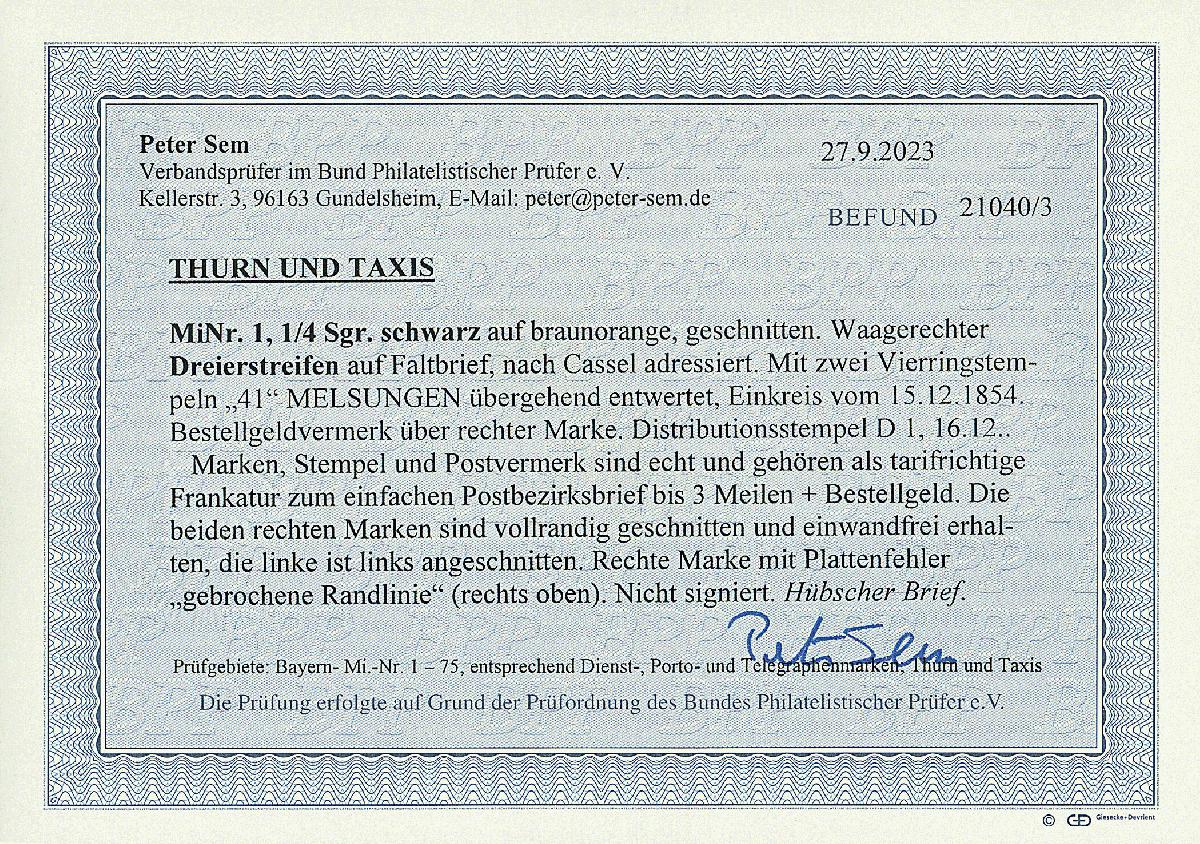 Peter Sem
Verbandsprüfer im Bund Philatelistischer Prüfer e. V.
Kellerstr. 3, 96163 Gundelsheim, E-Mail: peter@peter-sem.de
27.9.2023
BEFUND 21040/3
THURN UND TAXIS
MiNr. 1, 1/4 Sgr. schwarz auf braunorange, geschnitten. Waagerechter
Dreierstreifen auf Faltbrief, nach Cassel adressiert. Mit zwei Vierringstem-
peln „41“ MELSUNGEN übergehend entwertet, Einkreis vom 15.12.1854.
Bestellgeldvermerk über rechter Marke. Distributionsstempel D 1, 16.12..
Marken, Stempel und Postvermerk sind echt und gehören als tarifrichtige
Frankatur zum einfachen Postbezirksbrief bis 3 Meilen + Bestellgeld. Die
beiden rechten Marken sind vollrandig geschnitten und einwandfrei erhal-
ten, die linke ist links angeschnitten. Rechte Marke mit Plattenfehler
„gebrochene Randlinie“ (rechts oben). Nicht signiert. Hübscher Brief.
Peter Sem
Prüfgebiete: Bayern- Mi.-Nr. 1 – 75, entsprechend Dienst-, Porto- und Telegraphenmarken, Thurn und Taxis
Die Prüfung erfolgte auf Grund der Prüfordnung des Bundes Philatelistischer Prüfer e.V.
© GD Giesecke+Devrient